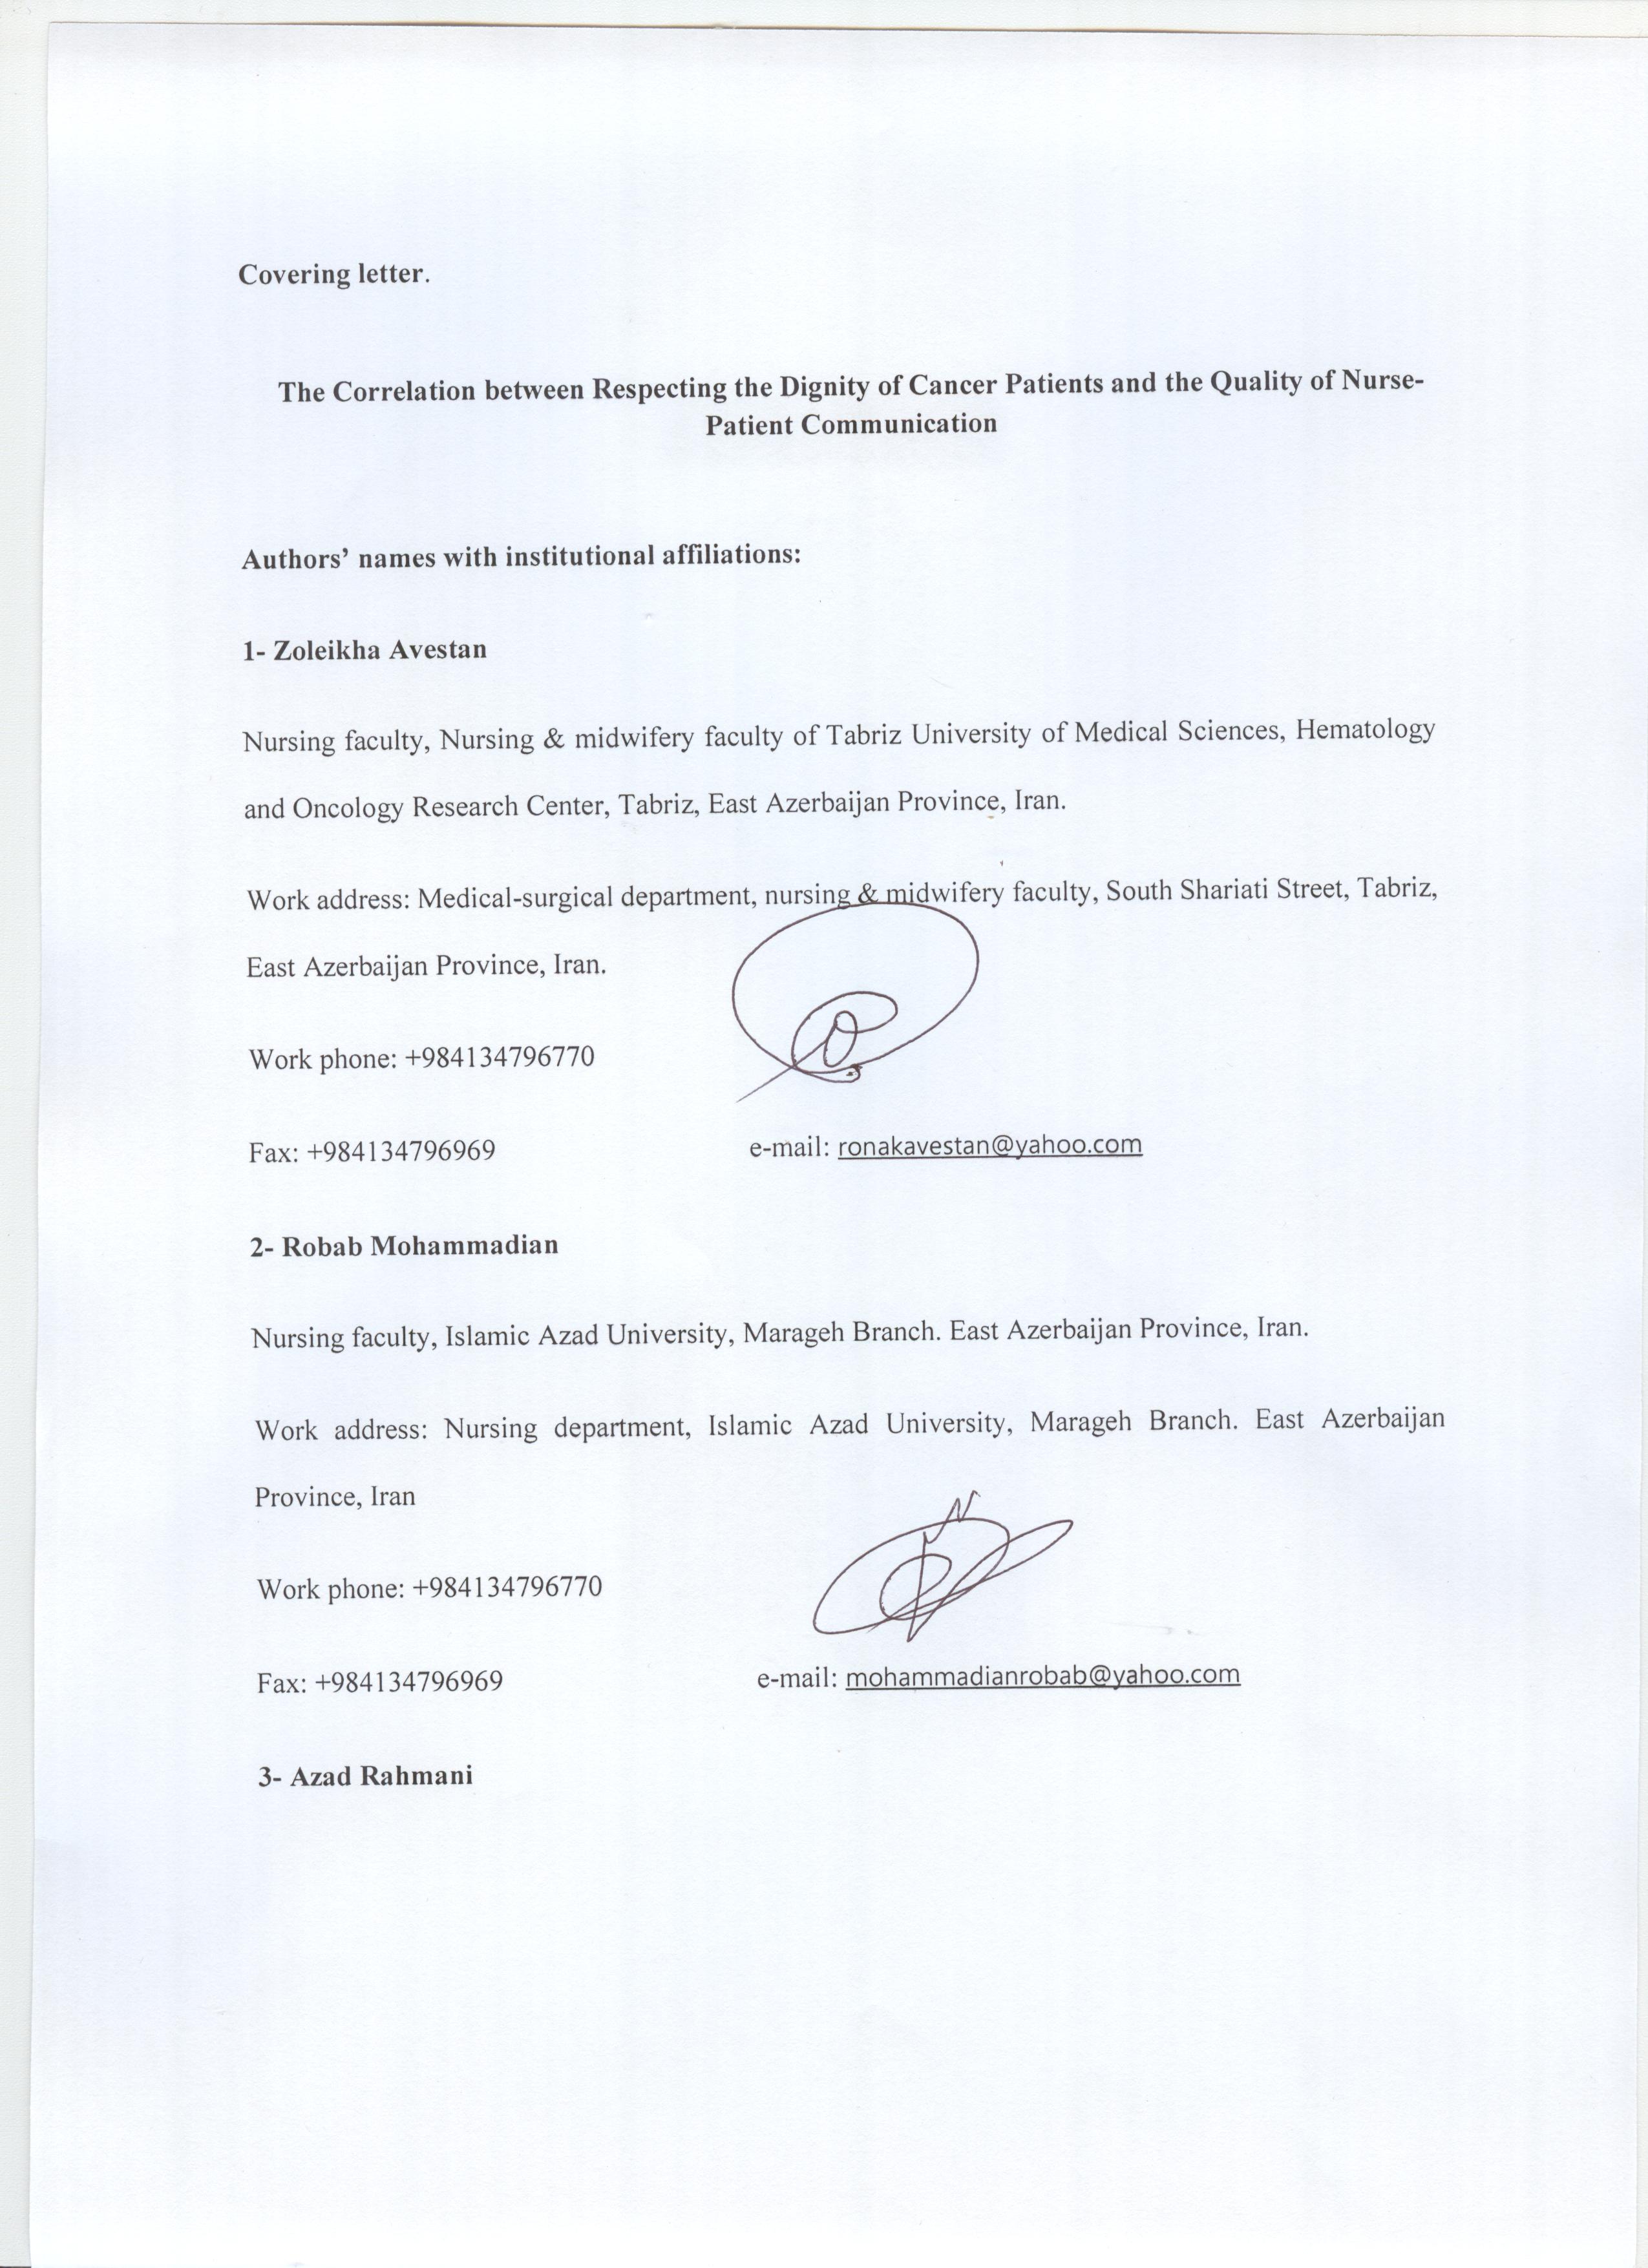 Covering letter.
The Correlation between Respecting the Dignity of Cancer Patients and the Quality of Nurse-
Patient Communication
Authors’ names with institutional affiliations:
1- Zoleikha Avestan
Nursing faculty, Nursing & midwifery faculty of Tabriz University of Medical Sciences, Hematology
and Oncology Research Center, Tabriz, East Azerbaijan Province, Iran.
Work address: Medical-surgical department, nursing & midwifery faculty, South Shariati Street, Tabriz,
East Azerbaijan Province, Iran.
Work phone: +984134796770
Fax: +984134796969 e-mail: ronakavestan@yahoo.com
2- Robab Mohammadian
Nursing faculty, Islamic Azad University, Marageh Branch. East Azerbaijan Province, Iran.
Work address: Nursing department, Islamic Azad University, Marageh Branch. East Azerbaijan
Province, Iran
Work phone: +984134796770
Fax: +984134796969 e-mail: mohammadianrobab@yahoo.com
3- Azad Rahmani